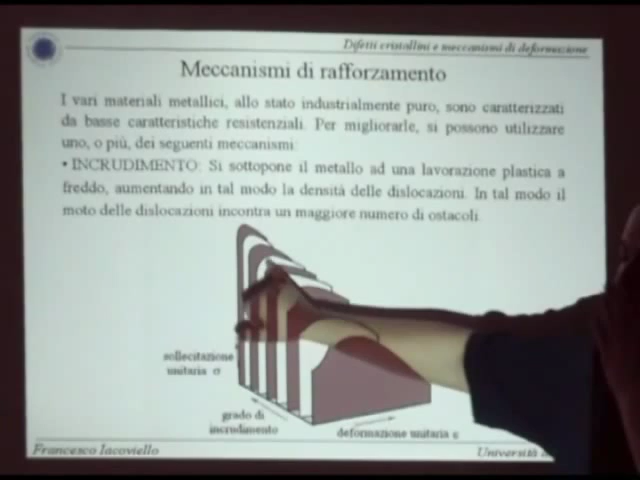 Difetti cristallini e meccanismi di deformazione
Meccanismi di rafforzamento
I vari materiali metallici, allo stato industrialmente puro, sono caratterizzati
da basse caratteristiche resistenziali. Per migliorarle, si possono utilizzare
uno, o più, dei seguenti meccanismi:
• INCRUDIMENTO: Si sottopone il metallo ad una lavorazione plastica a
freddo, aumentando in tal modo la densità delle dislocazioni. In tal modo il
moto delle dislocazioni incontra un maggiore numero di ostacoli.
sollecitazione
unitaria σ
grado di
incrudimento
deformazione unitaria ε
Francesco Iacoviello
Università